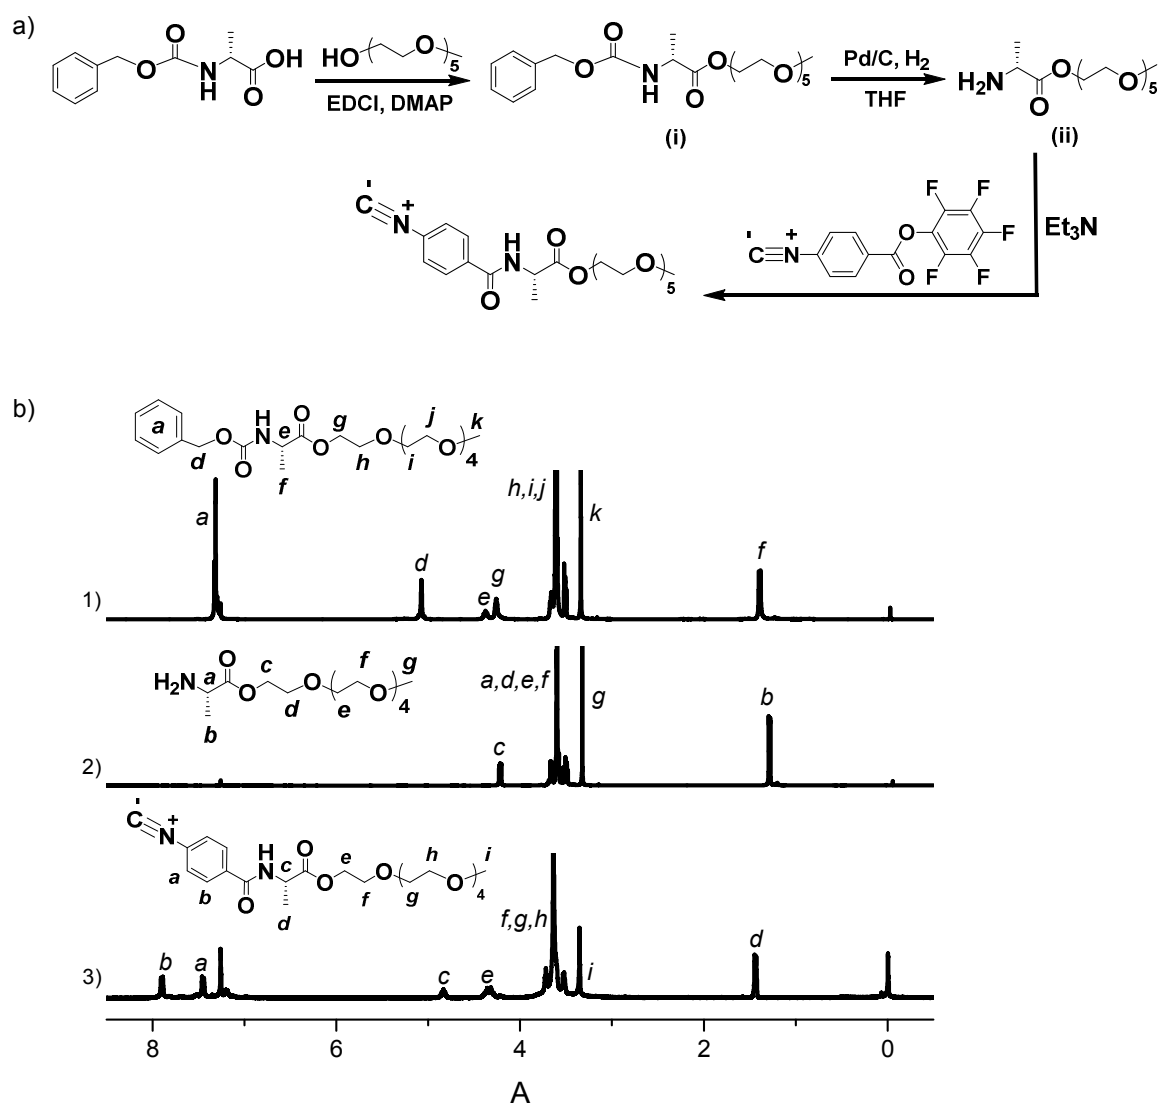 a)
O
O
N
H
O
OH
HO
O
5
EDCI, DMAP
O
O
N
H
O
O
O
5
(i)
Pd/C, H2
THF
H2N
O
O
O
5
(ii)
-
C
N
+
O
H
N
O
O
O
5
-
C
N
+
O
O
F
F
F
F
F
Et3N
b)
a
d
O
O
H
N
e
f
O
O
g
h
O
i
j
O
4
k
a
d
e
g
h,i,j
k
f
1)
H2N
a
b
O
O
c
d
O
e
f
O
4
g
c
a,d,e,f
g
b
2)
-
C
N
+
a
b
O
H
N
c
d
O
O
e
f
O
g
h
O
4
i
b
a
c
e
f,g,h
i
d
3)
8
6
4
2
0
A